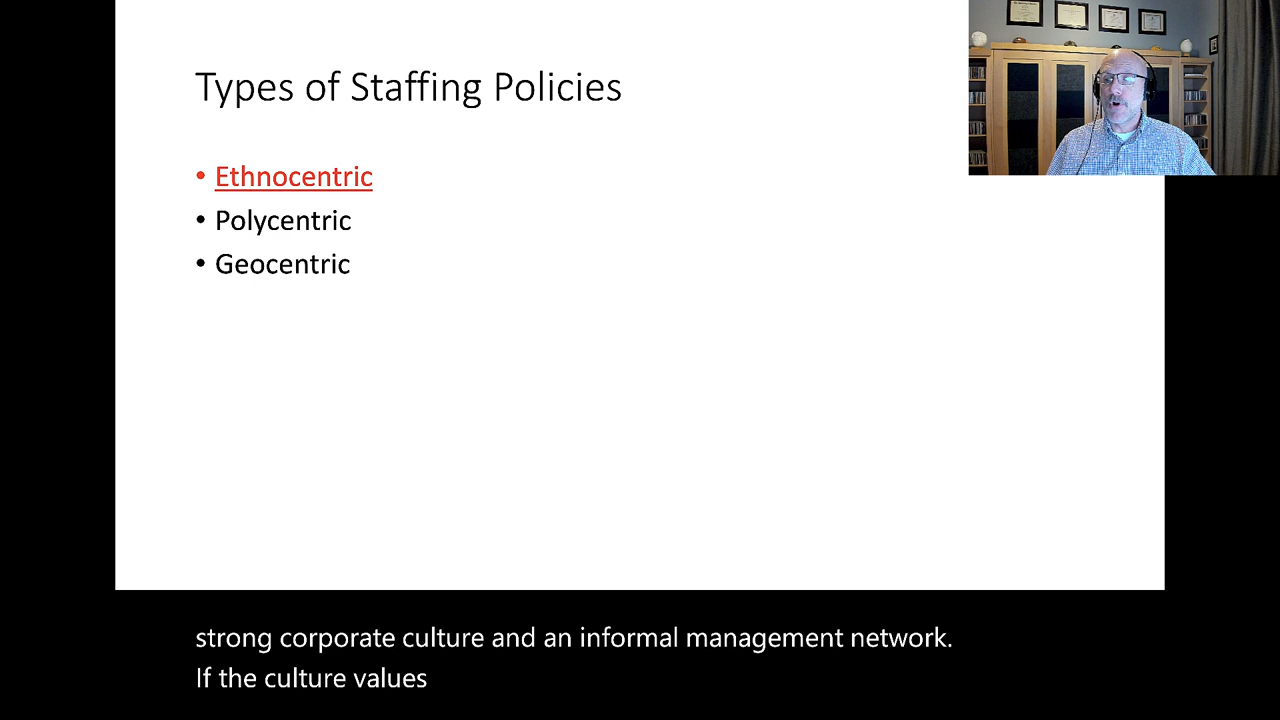 Types of Staffing Policies
• Ethnocentric
• Polycentric
• Geocentric
strong corporate culture and an informal management network.
If the culture values